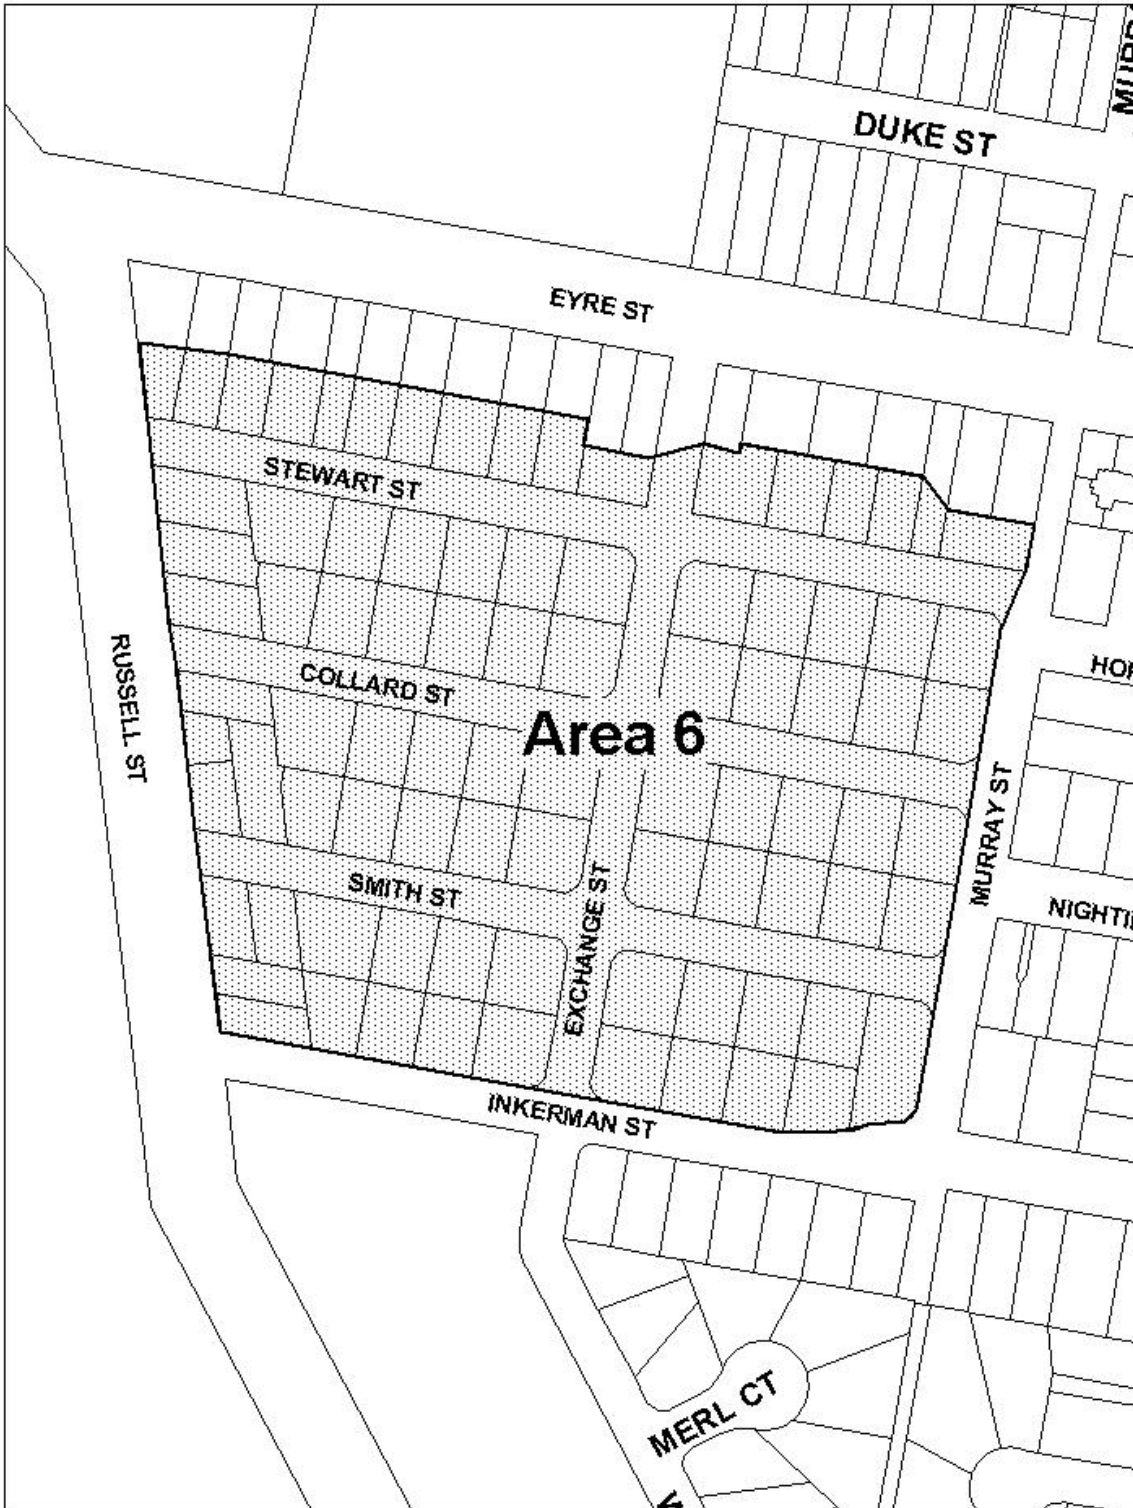 DUKE ST
EYRE ST
STEWART ST
RUSSELL ST
COLLARD ST
Area 6
MURRAY ST
SMITH ST
EXCHANGE ST
INKERMAN ST
MERL CT